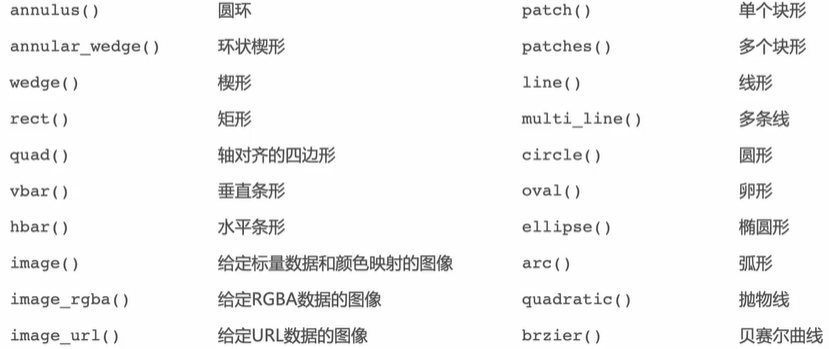 annulus() 圆环 patch() 单个块形
annular_wedge() 环状楔形 patches() 多个块形
wedge() 楔形 line() 线形
rect() 矩形 multi_line() 多条线
quad() 轴对齐的四边形 circle() 圆形
vbar() 垂直条形 oval() 卵形
hbar() 水平条形 ellipse() 椭圆形
image() 给定标量数据和颜色映射的图像 arc() 弧形
image_rgba() 给定RGBA数据的图像 quadratic() 抛物线
image_url() 给定URL数据的图像 brzier() 贝赛尔曲线